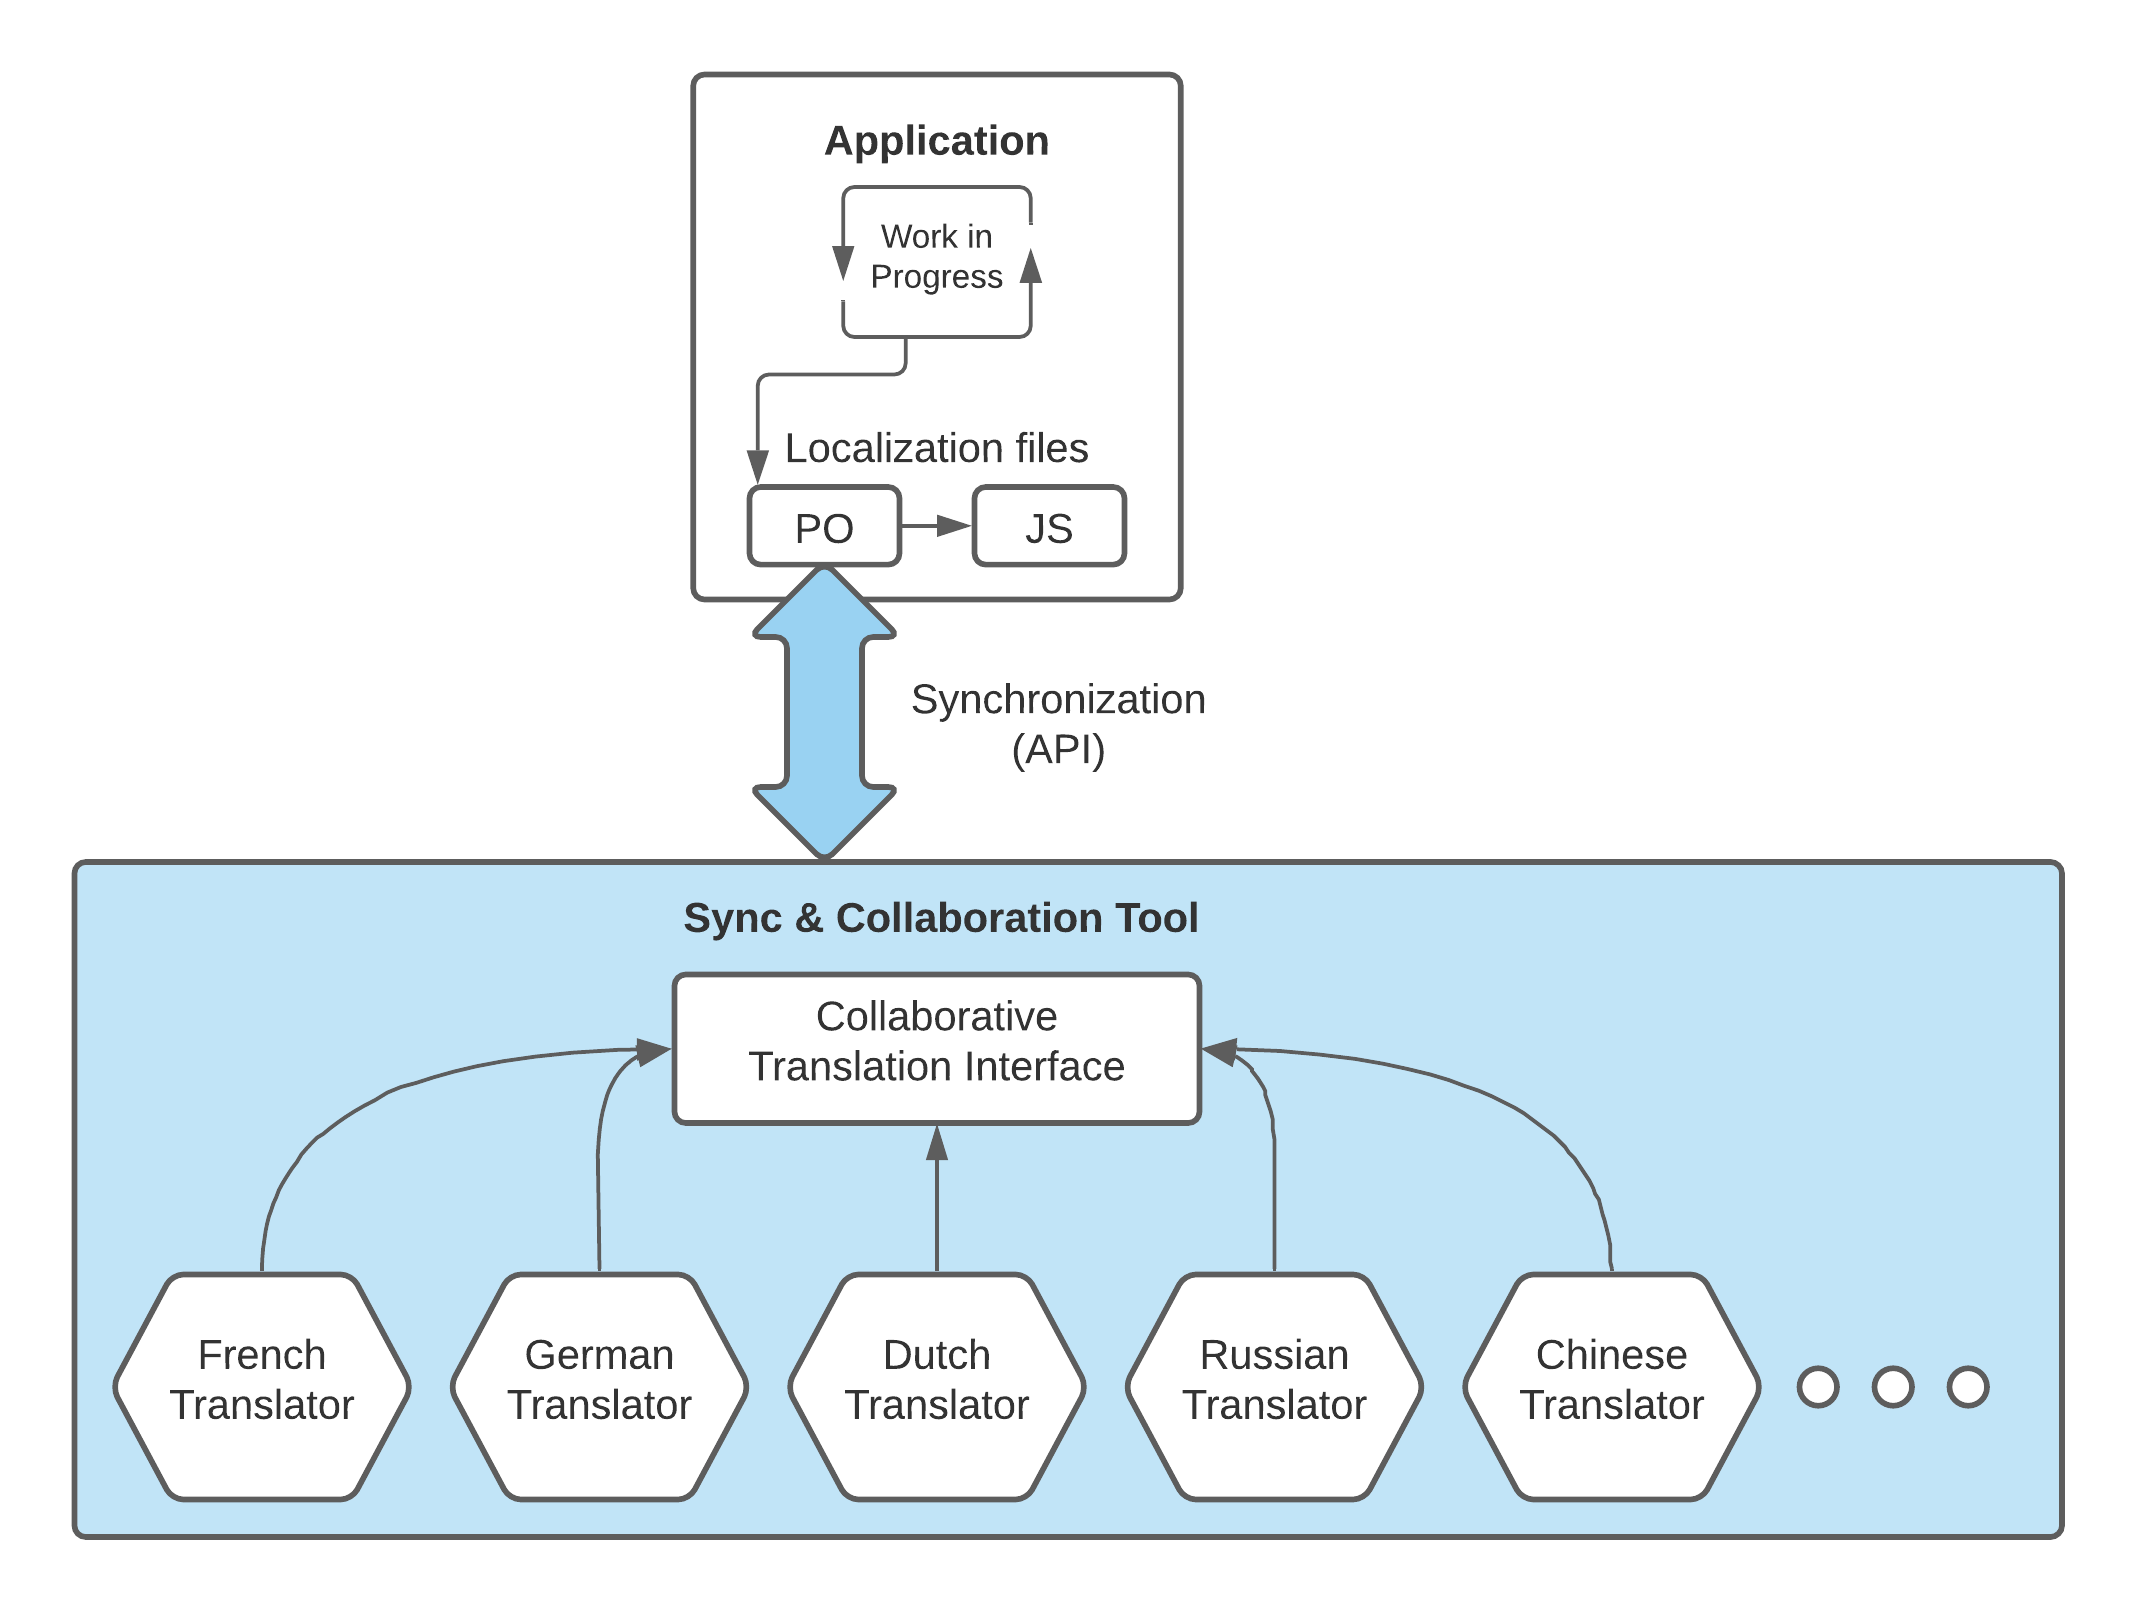 Application
Work in
Progress
Localization files
PO
JS
Synchronization
(API)
Sync & Collaboration Tool
Collaborative
Translation Interface
French
Translator
German
Translator
Dutch
Translator
Russian
Translator
Chinese
Translator